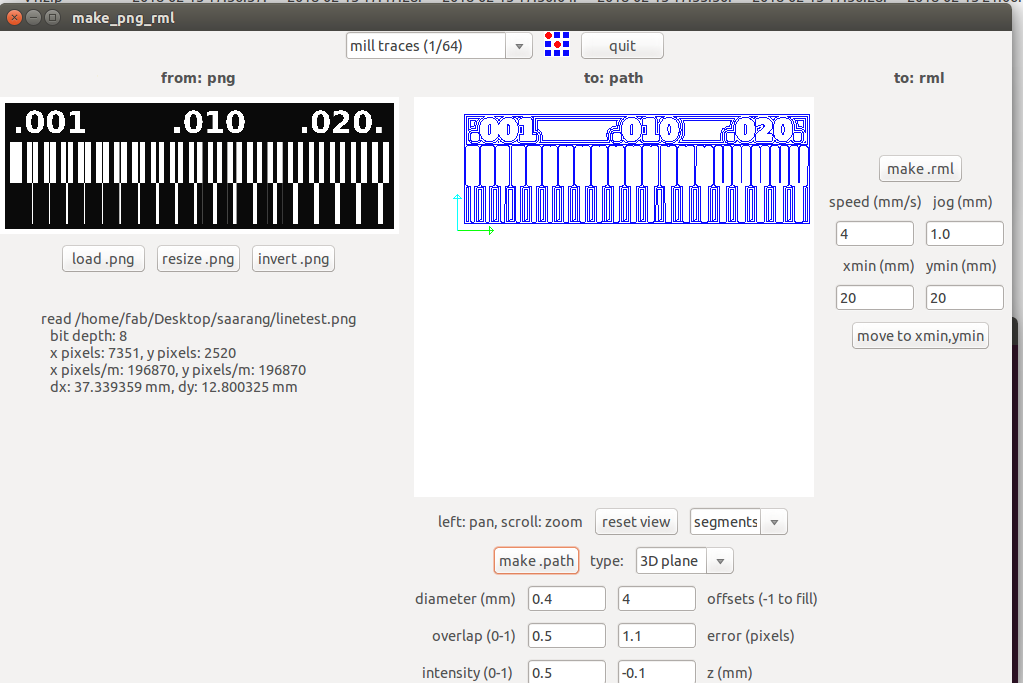 make_png_rml
mill traces (1/64)
quit
from: png
to: path
to: rml
.001 .010 .020.
.001 .010 .020.
make .rml
speed (mm/s) jog (mm)
4 1.0
xmin (mm) ymin (mm)
20 20
move to xmin,ymin
load .png resize .png invert .png
read /home/fab/Desktop/saarang/linetest.png
bit depth: 8
x pixels: 7351, y pixels: 2520
x pixels/m: 196870, y pixels/m: 196870
dx: 37.339359 mm, dy: 12.800325 mm
left: pan, scroll: zoom reset view segments
make .path type: 3D plane
diameter (mm) 0.4 4 offsets (-1 to fill)
overlap (0-1) 0.5 1.1 error (pixels)
intensity (0-1) 0.5 -0.1 z (mm)